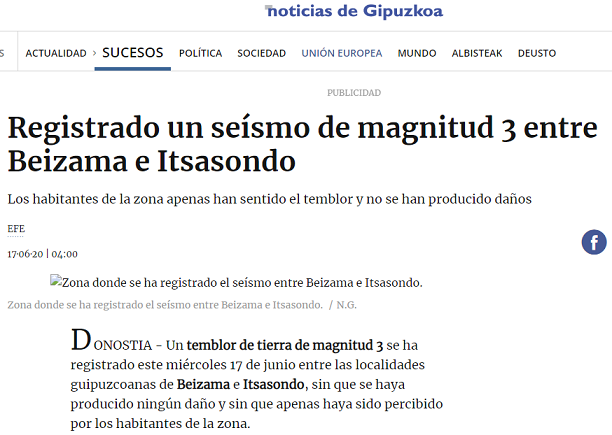 noticias de Gipuzkoa
S ACTUALIDAD > SUCESOS POLÍTICA SOCIEDAD UNIÓN EUROPEA MUNDO ALBISTEAK DEUSTO
PUBLICIDAD
Registrado un seísmo de magnitud 3 entre
Beizama e Itsasondo
Los habitantes de la zona apenas han sentido el temblor y no se han producido daños
EFE
17·06·20 | 04:00
f
Zona donde se ha registrado el seísmo entre Beizama e Itsasondo.
Zona donde se ha registrado el seísmo entre Beizama e Itsasondo. / N.G.
DONOSTIA – Un temblor de tierra de magnitud 3 se ha
registrado este miércoles 17 de junio entre las localidades
guipuzcoanas de Beizama e Itsasondo, sin que se haya
producido ningún daño y sin que apenas haya sido percibido
por los habitantes de la zona.